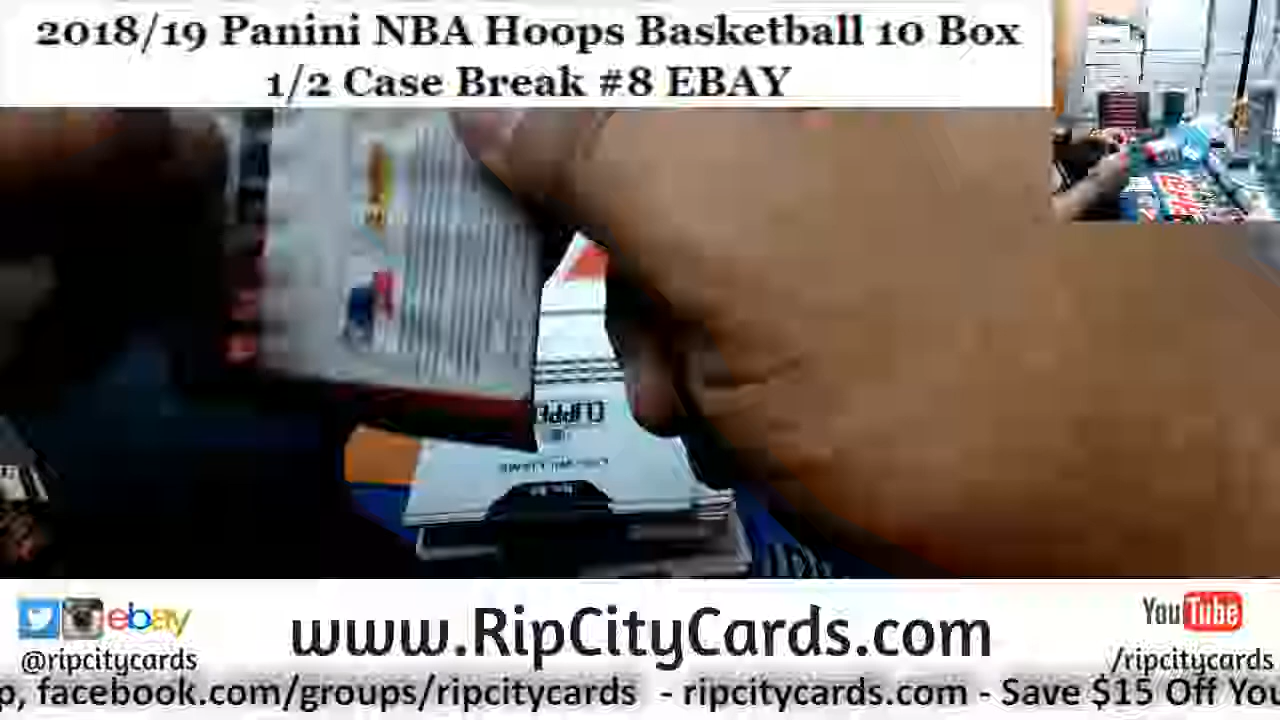 2018/19 Panini NBA Hoops Basketball 10 Box
1/2 Case Break #8 EBAY
CLIPPE
ebay
@ripcitycards
www.RipCityCards.com
YouTube
/ripcitycards
p, facebook.com/groups/ripcitycards - ripcitycards.com - Save $15 Off You